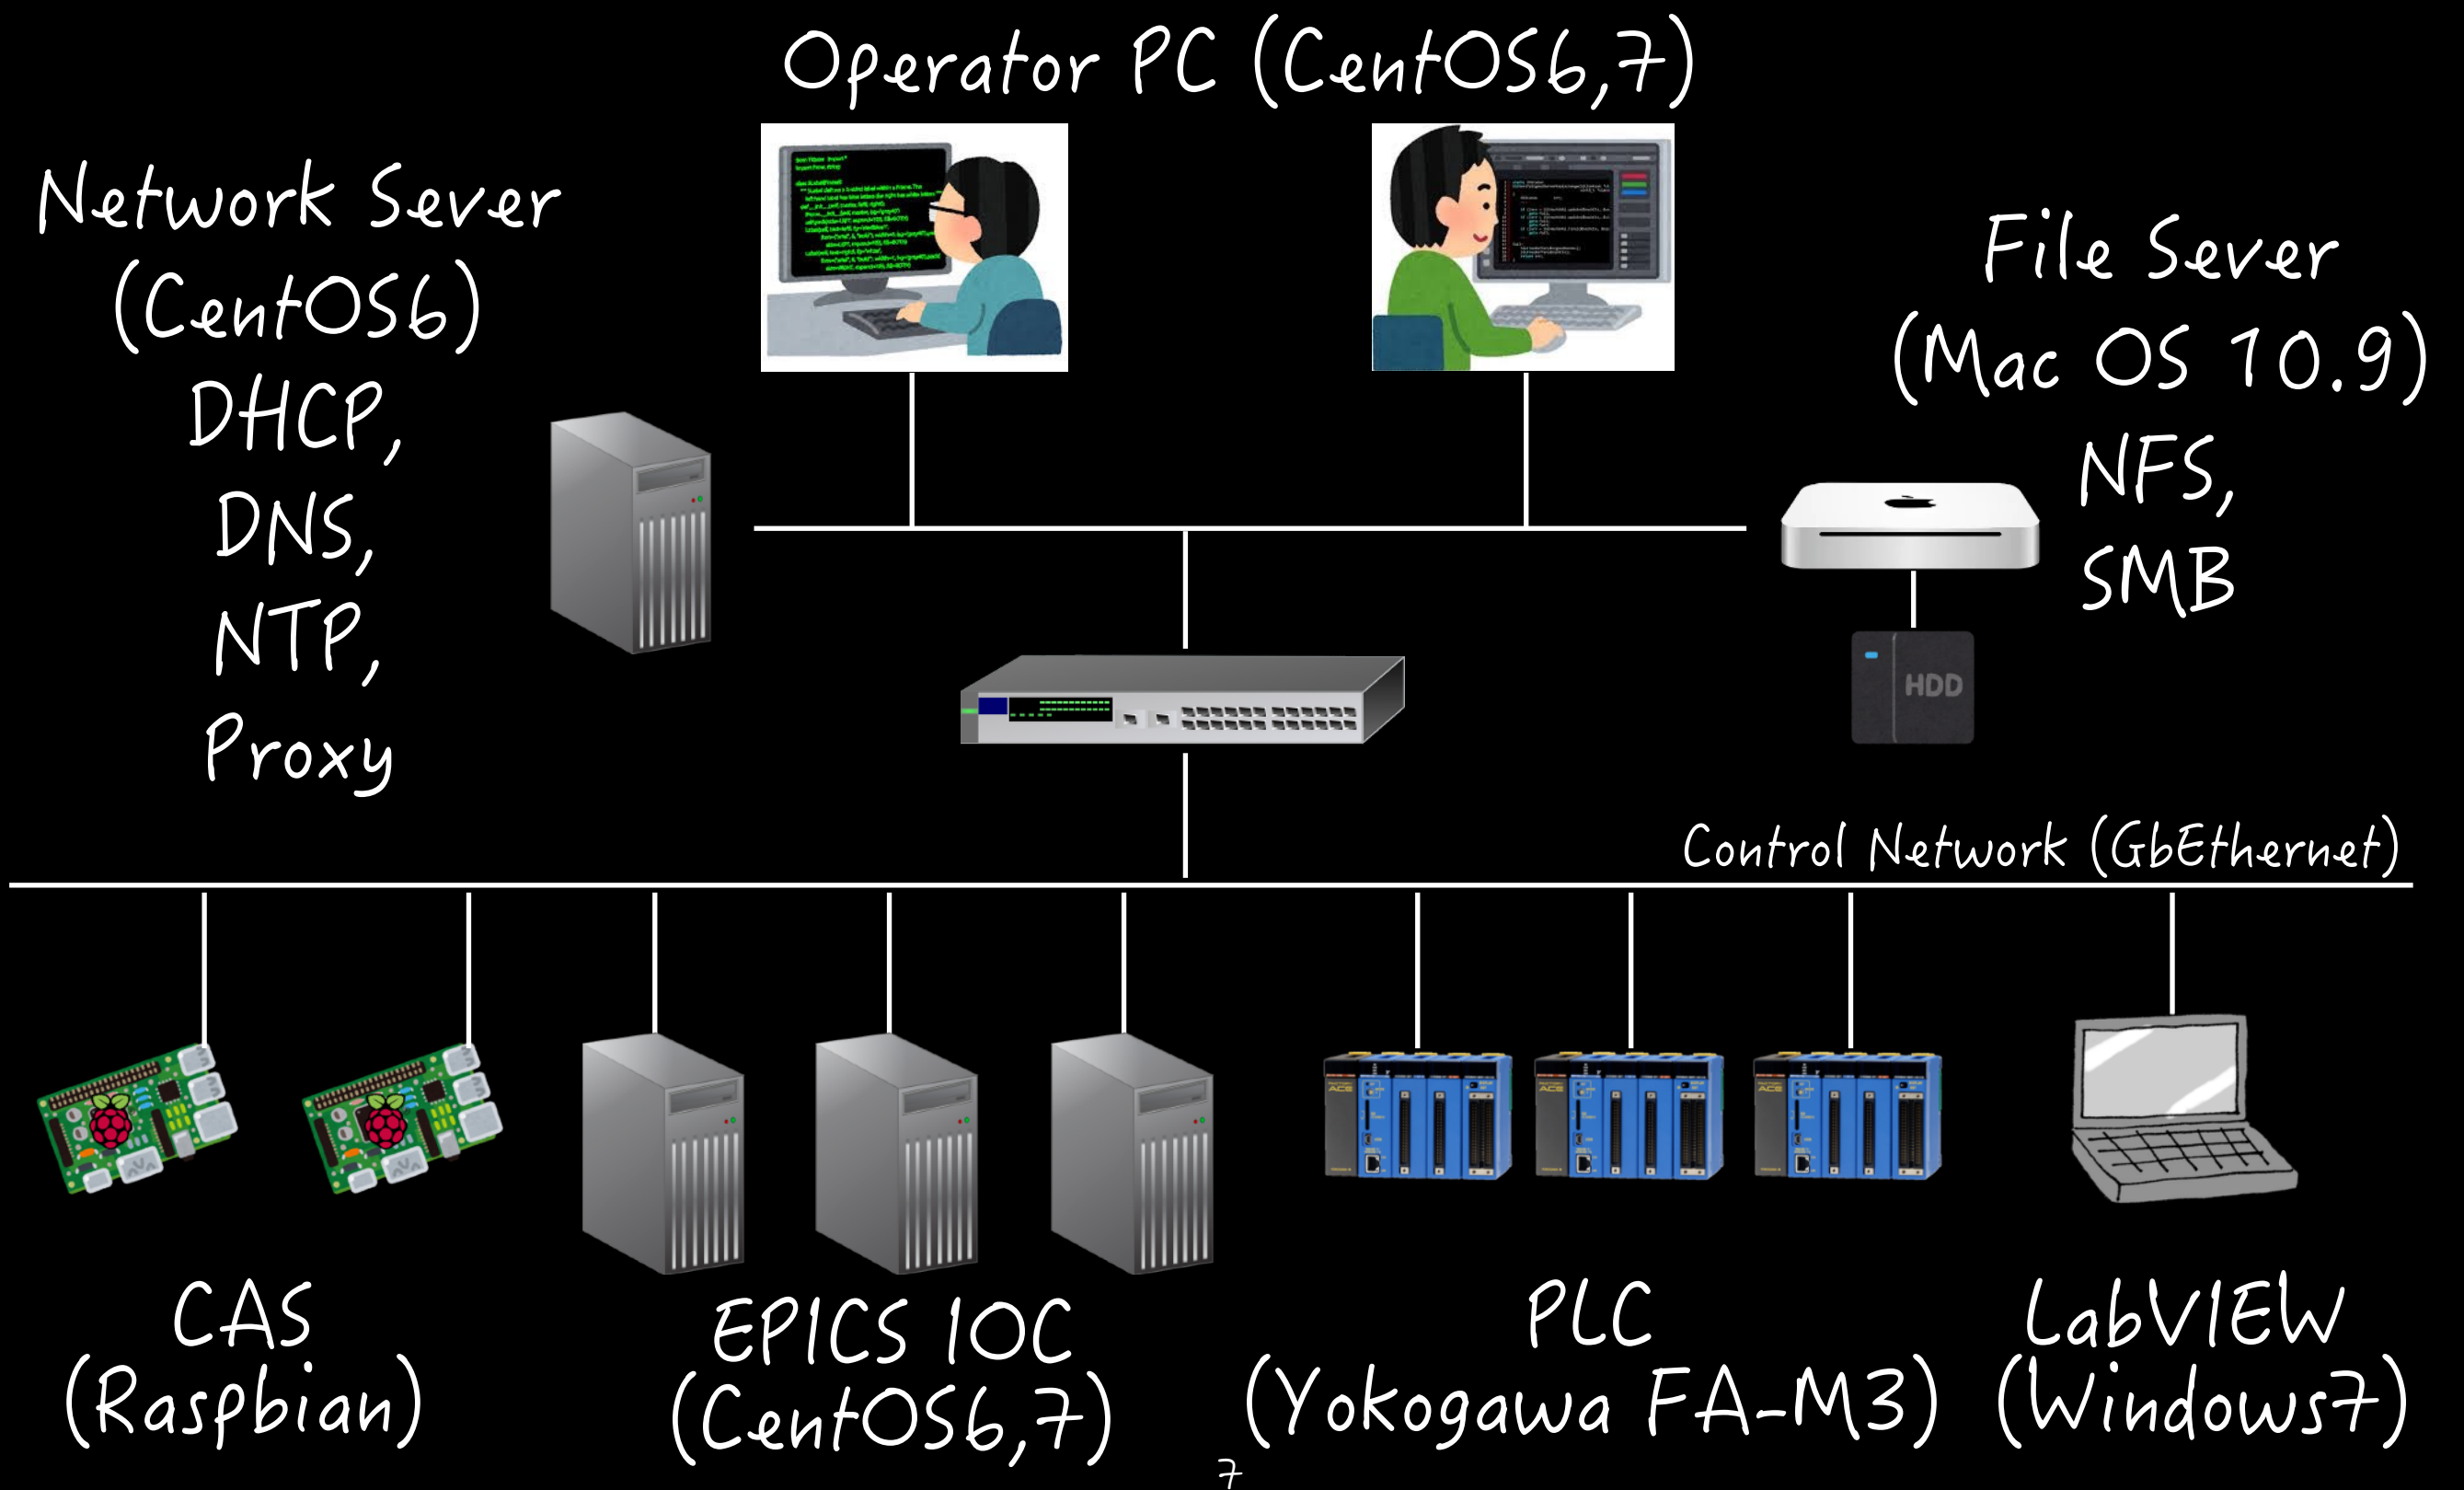 Operator PC (CentOS6,7)
Network Sever
(CentOS6)
DHCP,
DNS,
NTP,
Proxy
File Sever
(Mac OS 10.9)
NFS,
SMB
HDD
Control Network (GbEthernet)
CAS
(Raspbian)
EPICS IOC
(CentOS6,7)
PLC
(Yokogawa FA-M3)
LabVIEW
(Windows7)
7